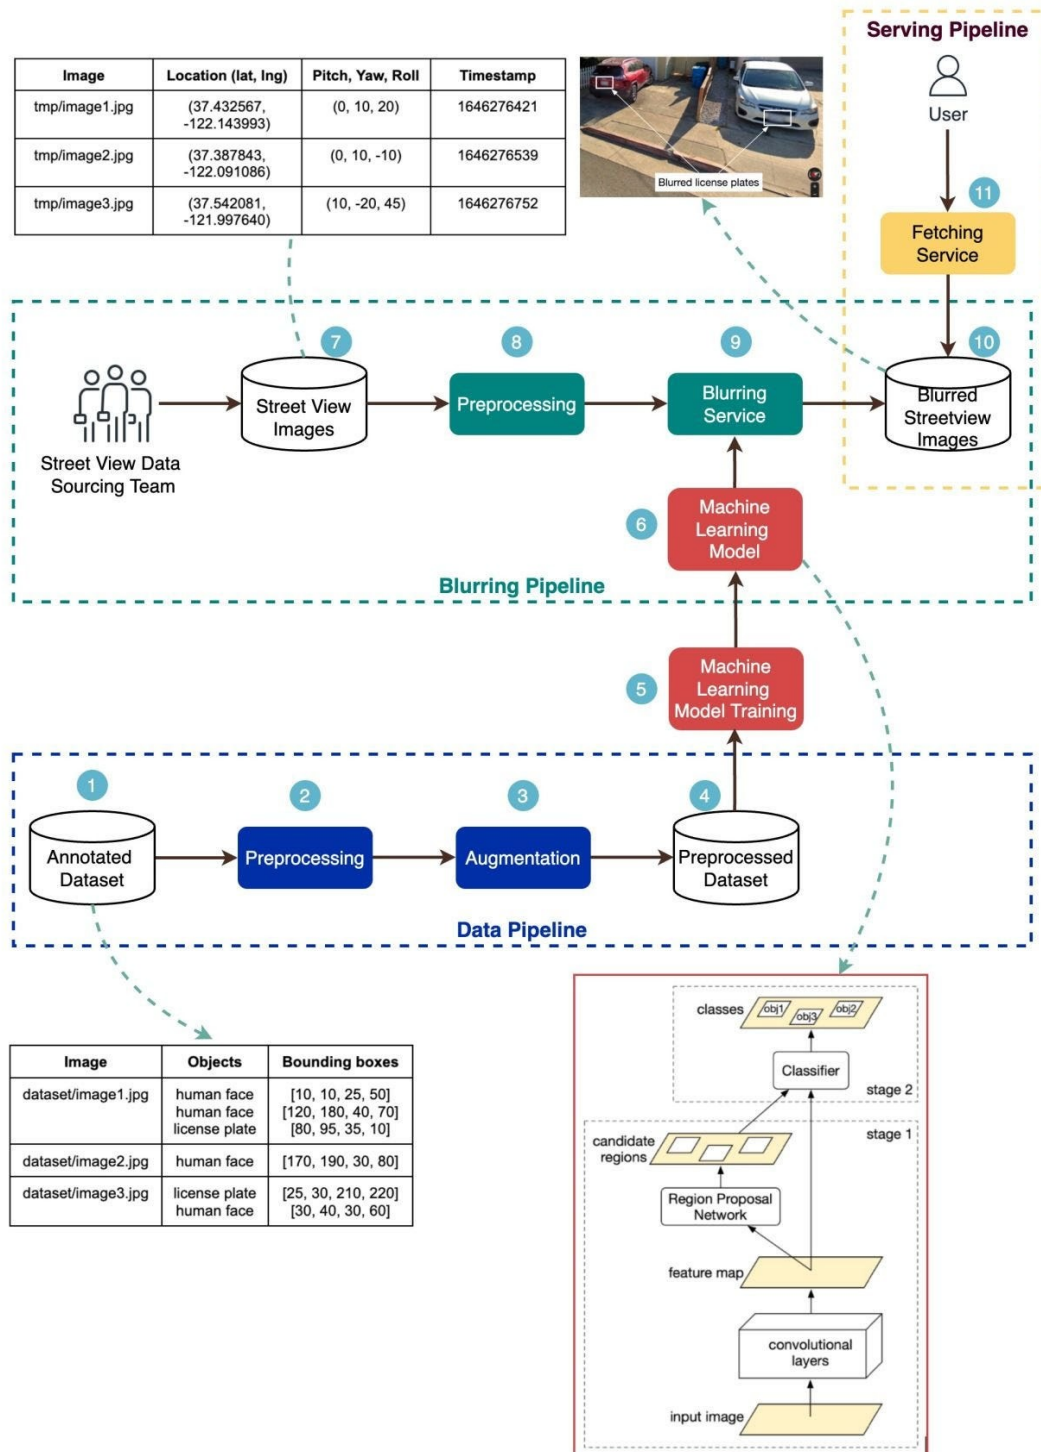 Serving Pipeline
Image Location (lat, lng) Pitch, Yaw, Roll Timestamp
tmp/image1.jpg (37.432567, -122.143993) (0, 10, 20) 1646276421
tmp/image2.jpg (37.387843, -122.091086) (0, 10, -10) 1646276539
tmp/image3.jpg (37.542081, -121.997640) (10, -20, 45) 1646276752
Blurred license plates
User
11
Fetching
Service
7
8
9
10
Street View
Images
Preprocessing
Blurring
Service
Blurred
Streetview
Images
Street View Data
Sourcing Team
6
Machine
Learning
Model
Blurring Pipeline
5
Machine
Learning
Model Training
1
2
3
4
Annotated
Dataset
Preprocessing
Augmentation
Preprocessed
Dataset
Data Pipeline
Image Objects Bounding boxes
dataset/image1.jpg human face [10, 10, 25, 50]
human face [120, 180, 40, 70]
license plate [80, 95, 35, 10]
dataset/image2.jpg human face [170, 190, 30, 80]
dataset/image3.jpg license plate [25, 30, 210, 220]
human face [30, 40, 30, 60]
classes
obj1
obj3
obj2
Classifier
stage 2
stage 1
candidate
regions
Region Proposal
Network
feature map
convolutional
layers
input image